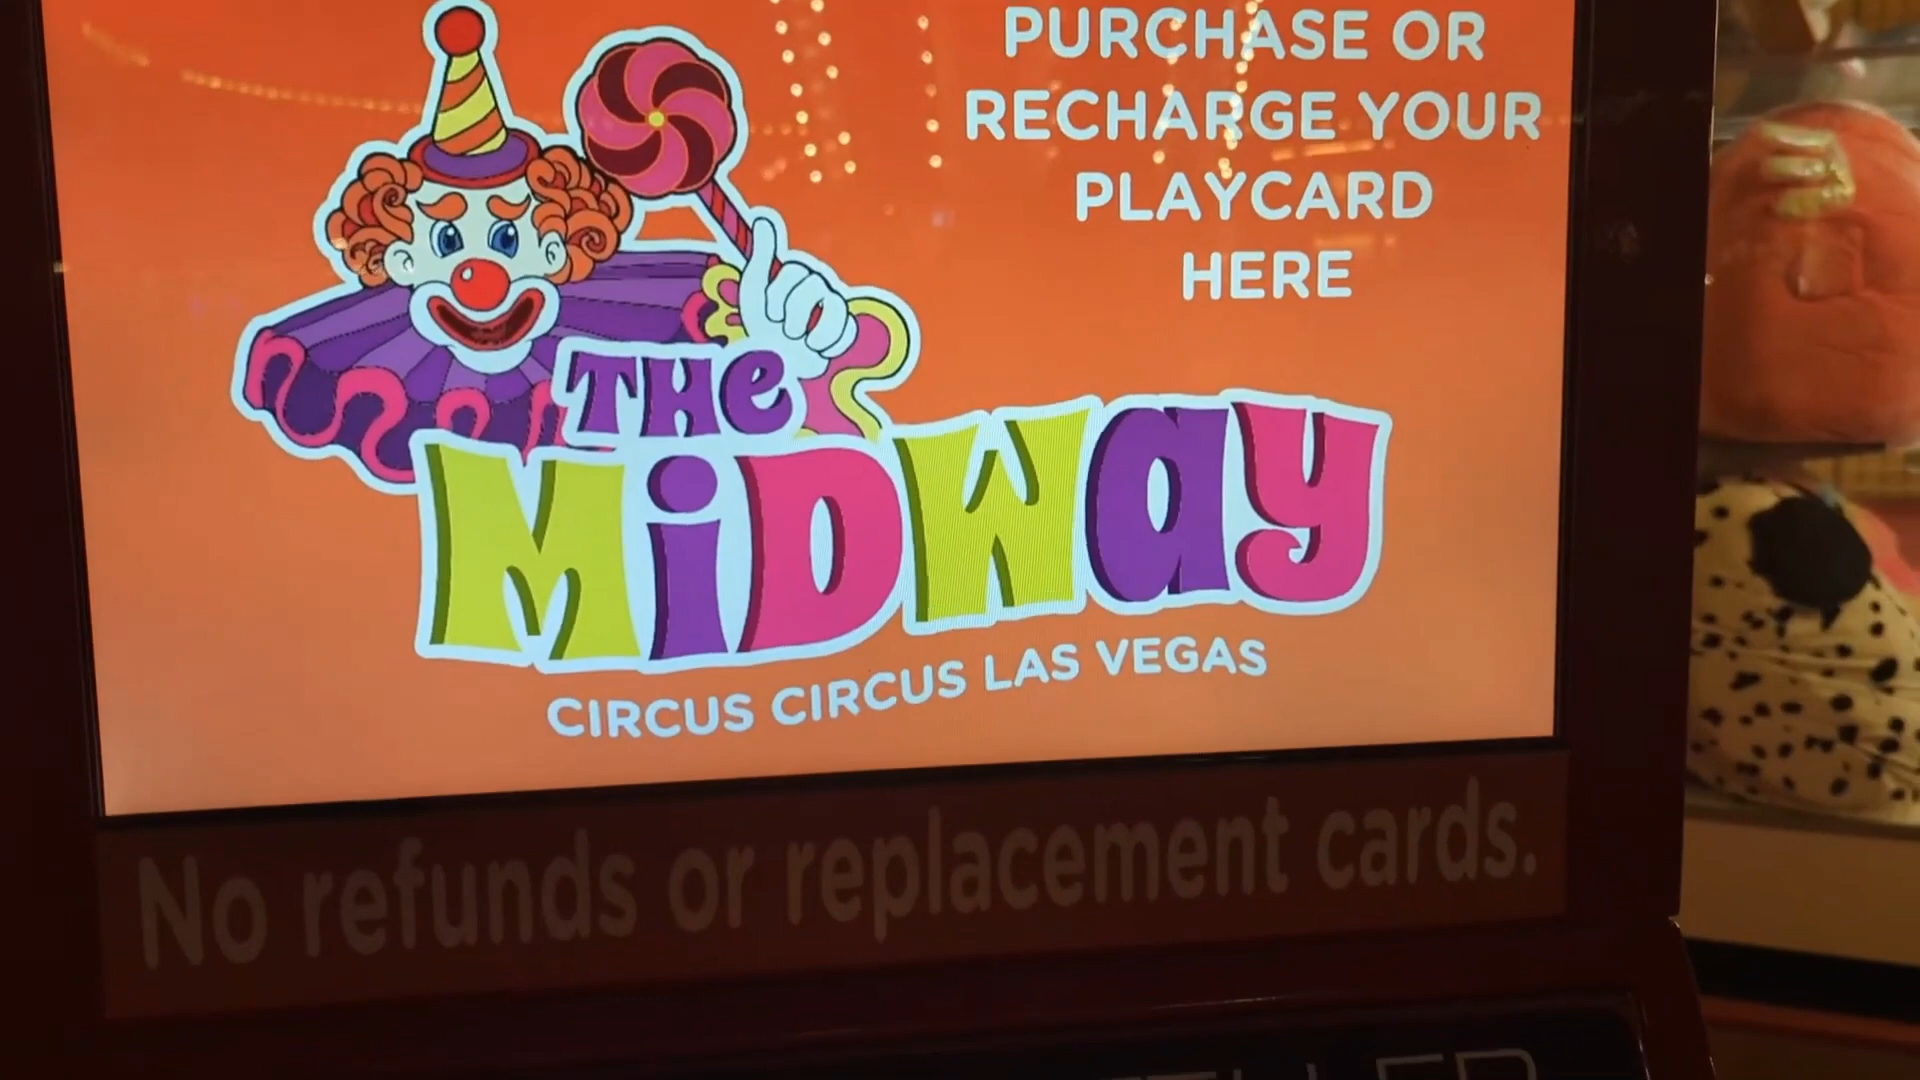 PURCHASE OR
RECHARGE YOUR
PLAYCARD
HERE
THe
MiDWay
CIRCUS CIRCUS LAS VEGAS
No refunds or replacement cards.